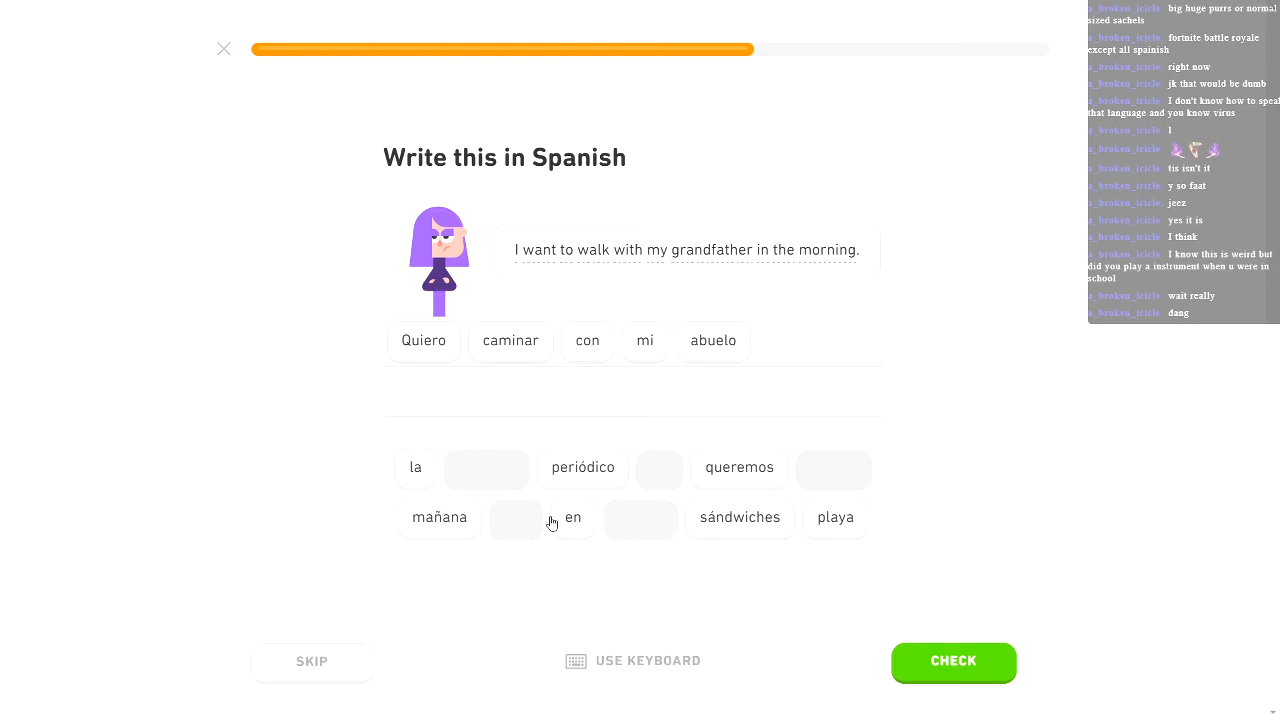 Write this in Spanish
I want to walk with my grandfather in the morning.
Quiero caminar con mi abuelo
la periódico queremos
mañana en sándwiches playa
SKIP
USE KEYBOARD
CHECK
a_broken_icicle big huge purrs or normal
sized sachels
a_broken_icicle fortnite battle royale
except all spainish
a_broken_icicle right now
a_broken_icicle jk that would be dumb
a_broken_icicle I don't know how to speak
that language and you know virus
a_broken_icicle l
a_broken_icicle
a_broken_icicle tis isn't it
a_broken_icicle y so faat
a_broken_icicle jeez
a_broken_icicle yes it is
a_broken_icicle I think
a_broken_icicle I know this is weird but
did you play a instrument when u were in
school
a_broken_icicle wait really
a_broken_icicle dang